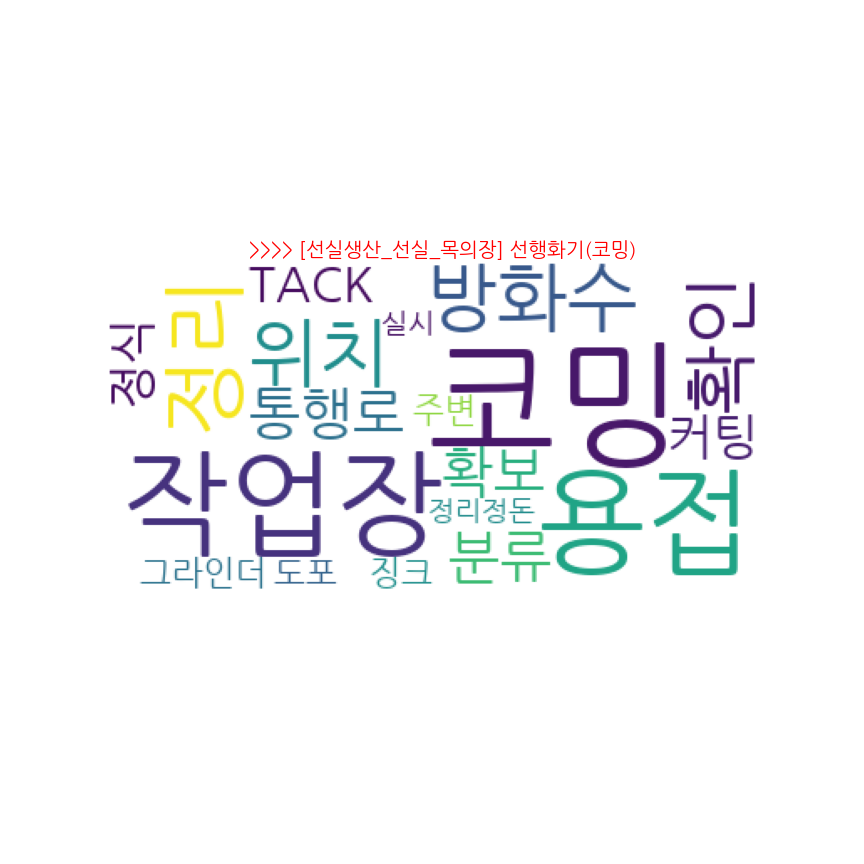 >>>> [선실생산_선실_목의장] 선행화기(코밍)
TACK
방화수
정리
확인
정식
위치
실시
코밍
통행로
주변
커팅
작업장
확보
용접
정리정돈
분류
그라인더
도포
징크